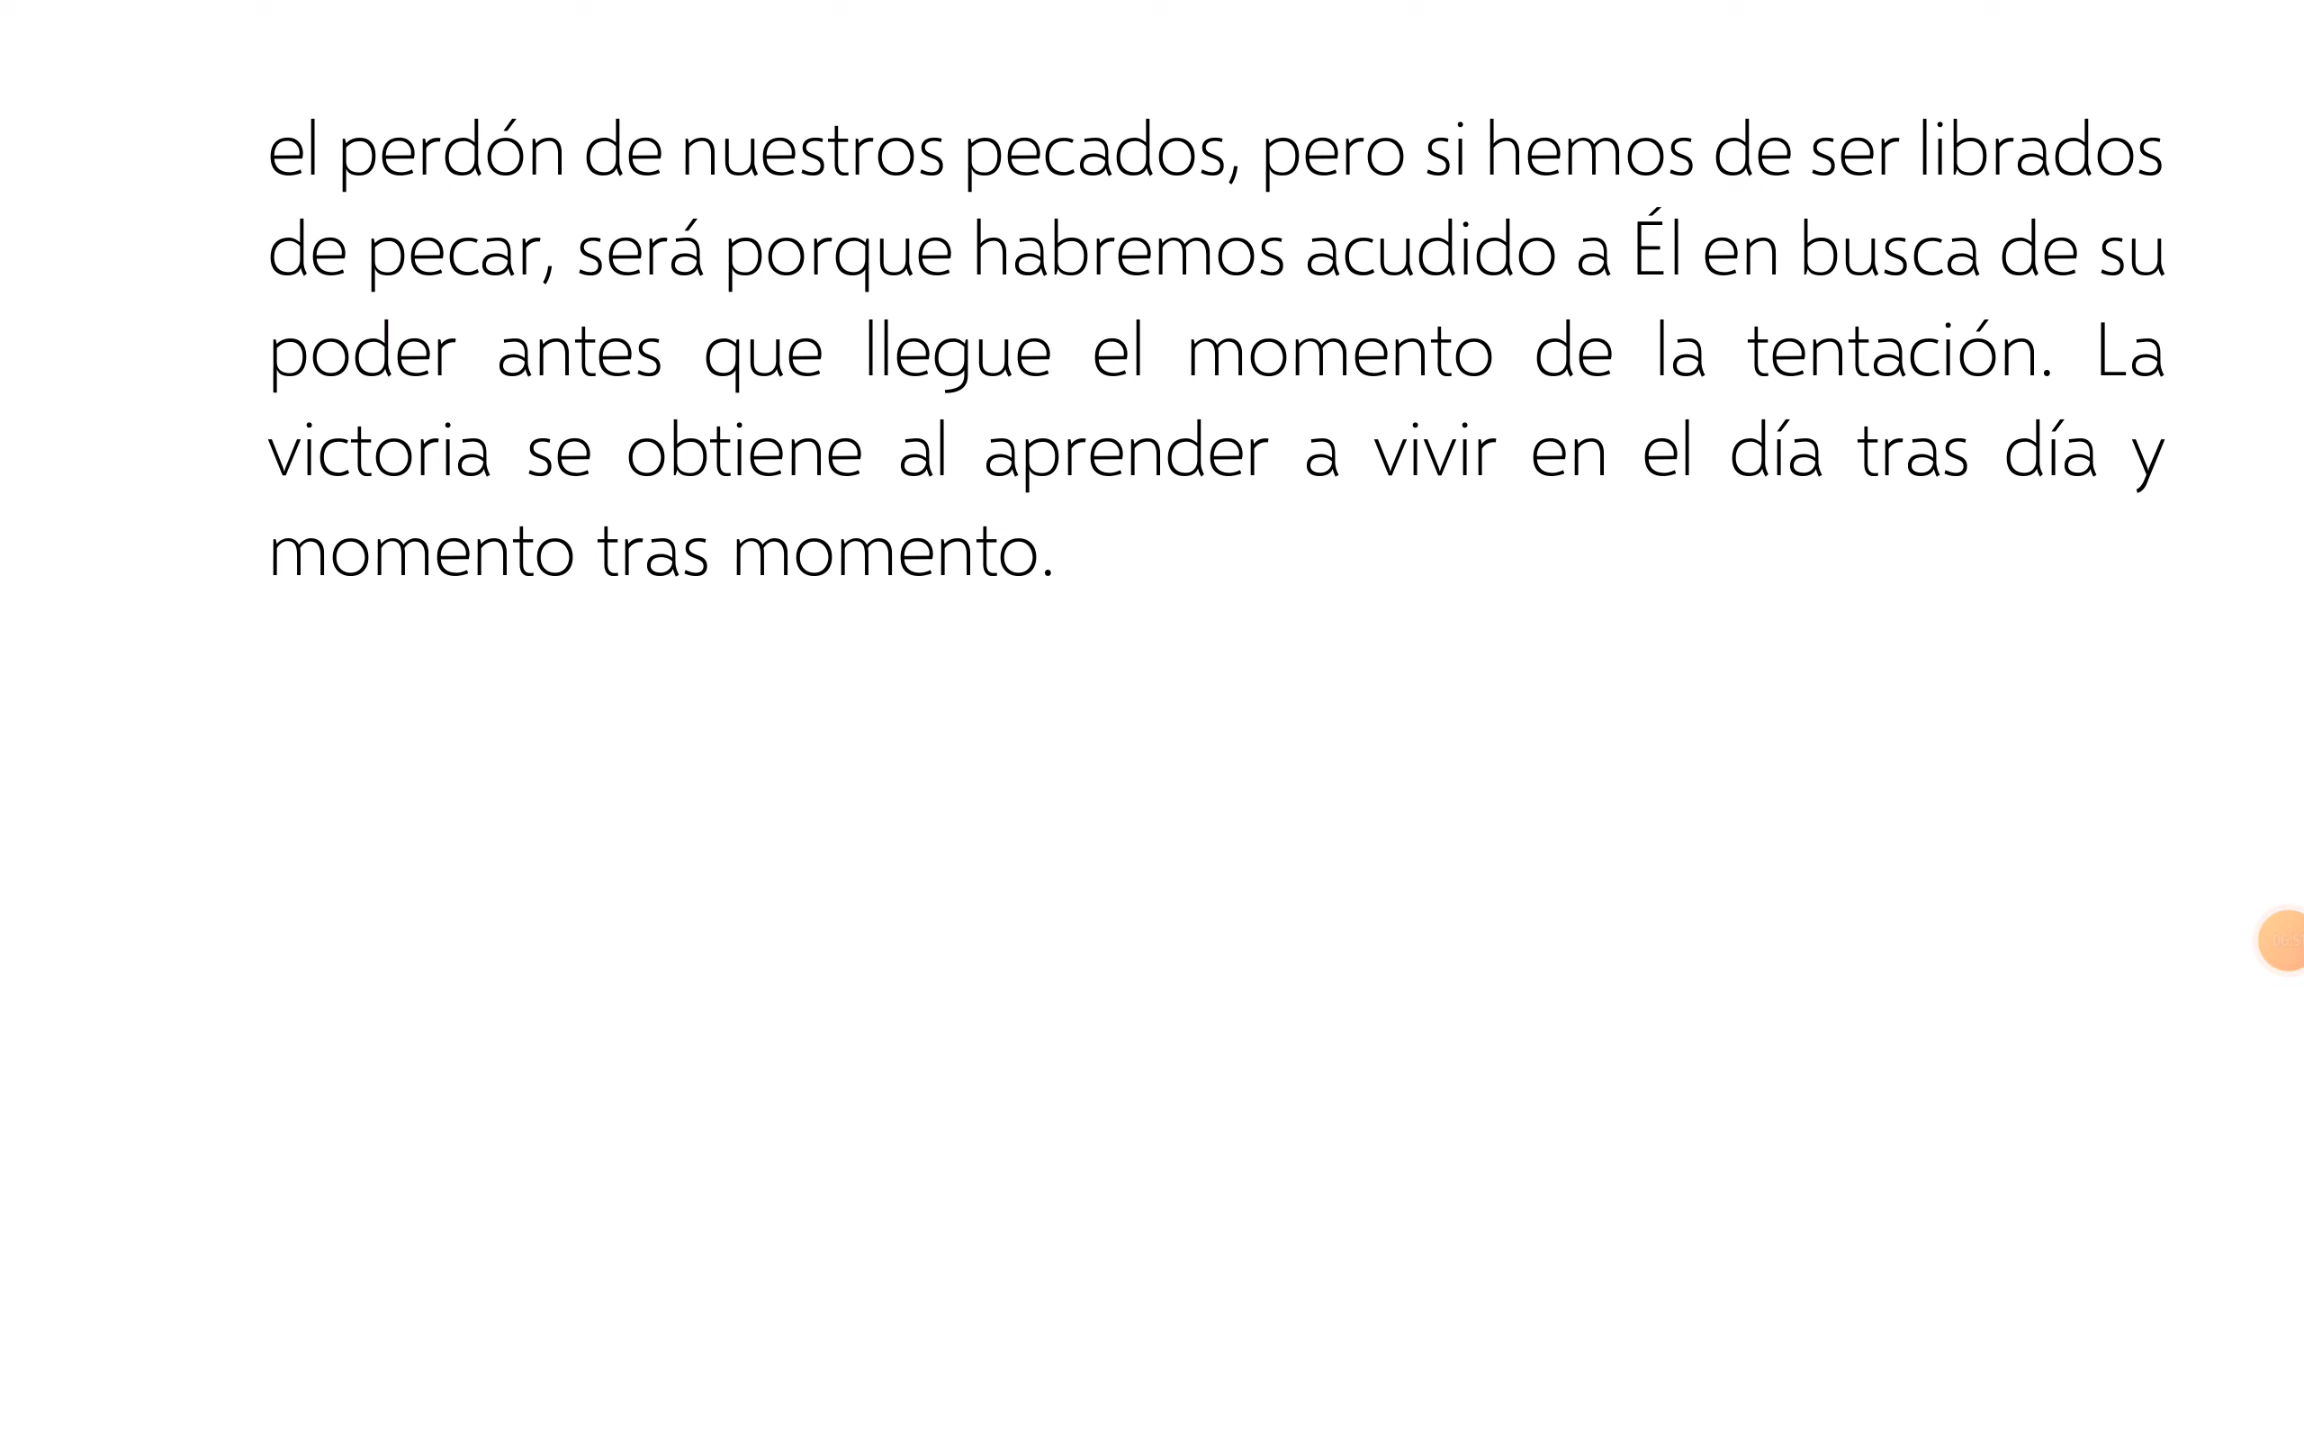 el perdón de nuestros pecados, pero si hemos de ser librados
de pecar, será porque habremos acudido a Él en busca de su
poder antes que llegue el momento de la tentación. La
victoria se obtiene al aprender a vivir en el día tras día y
momento tras momento.